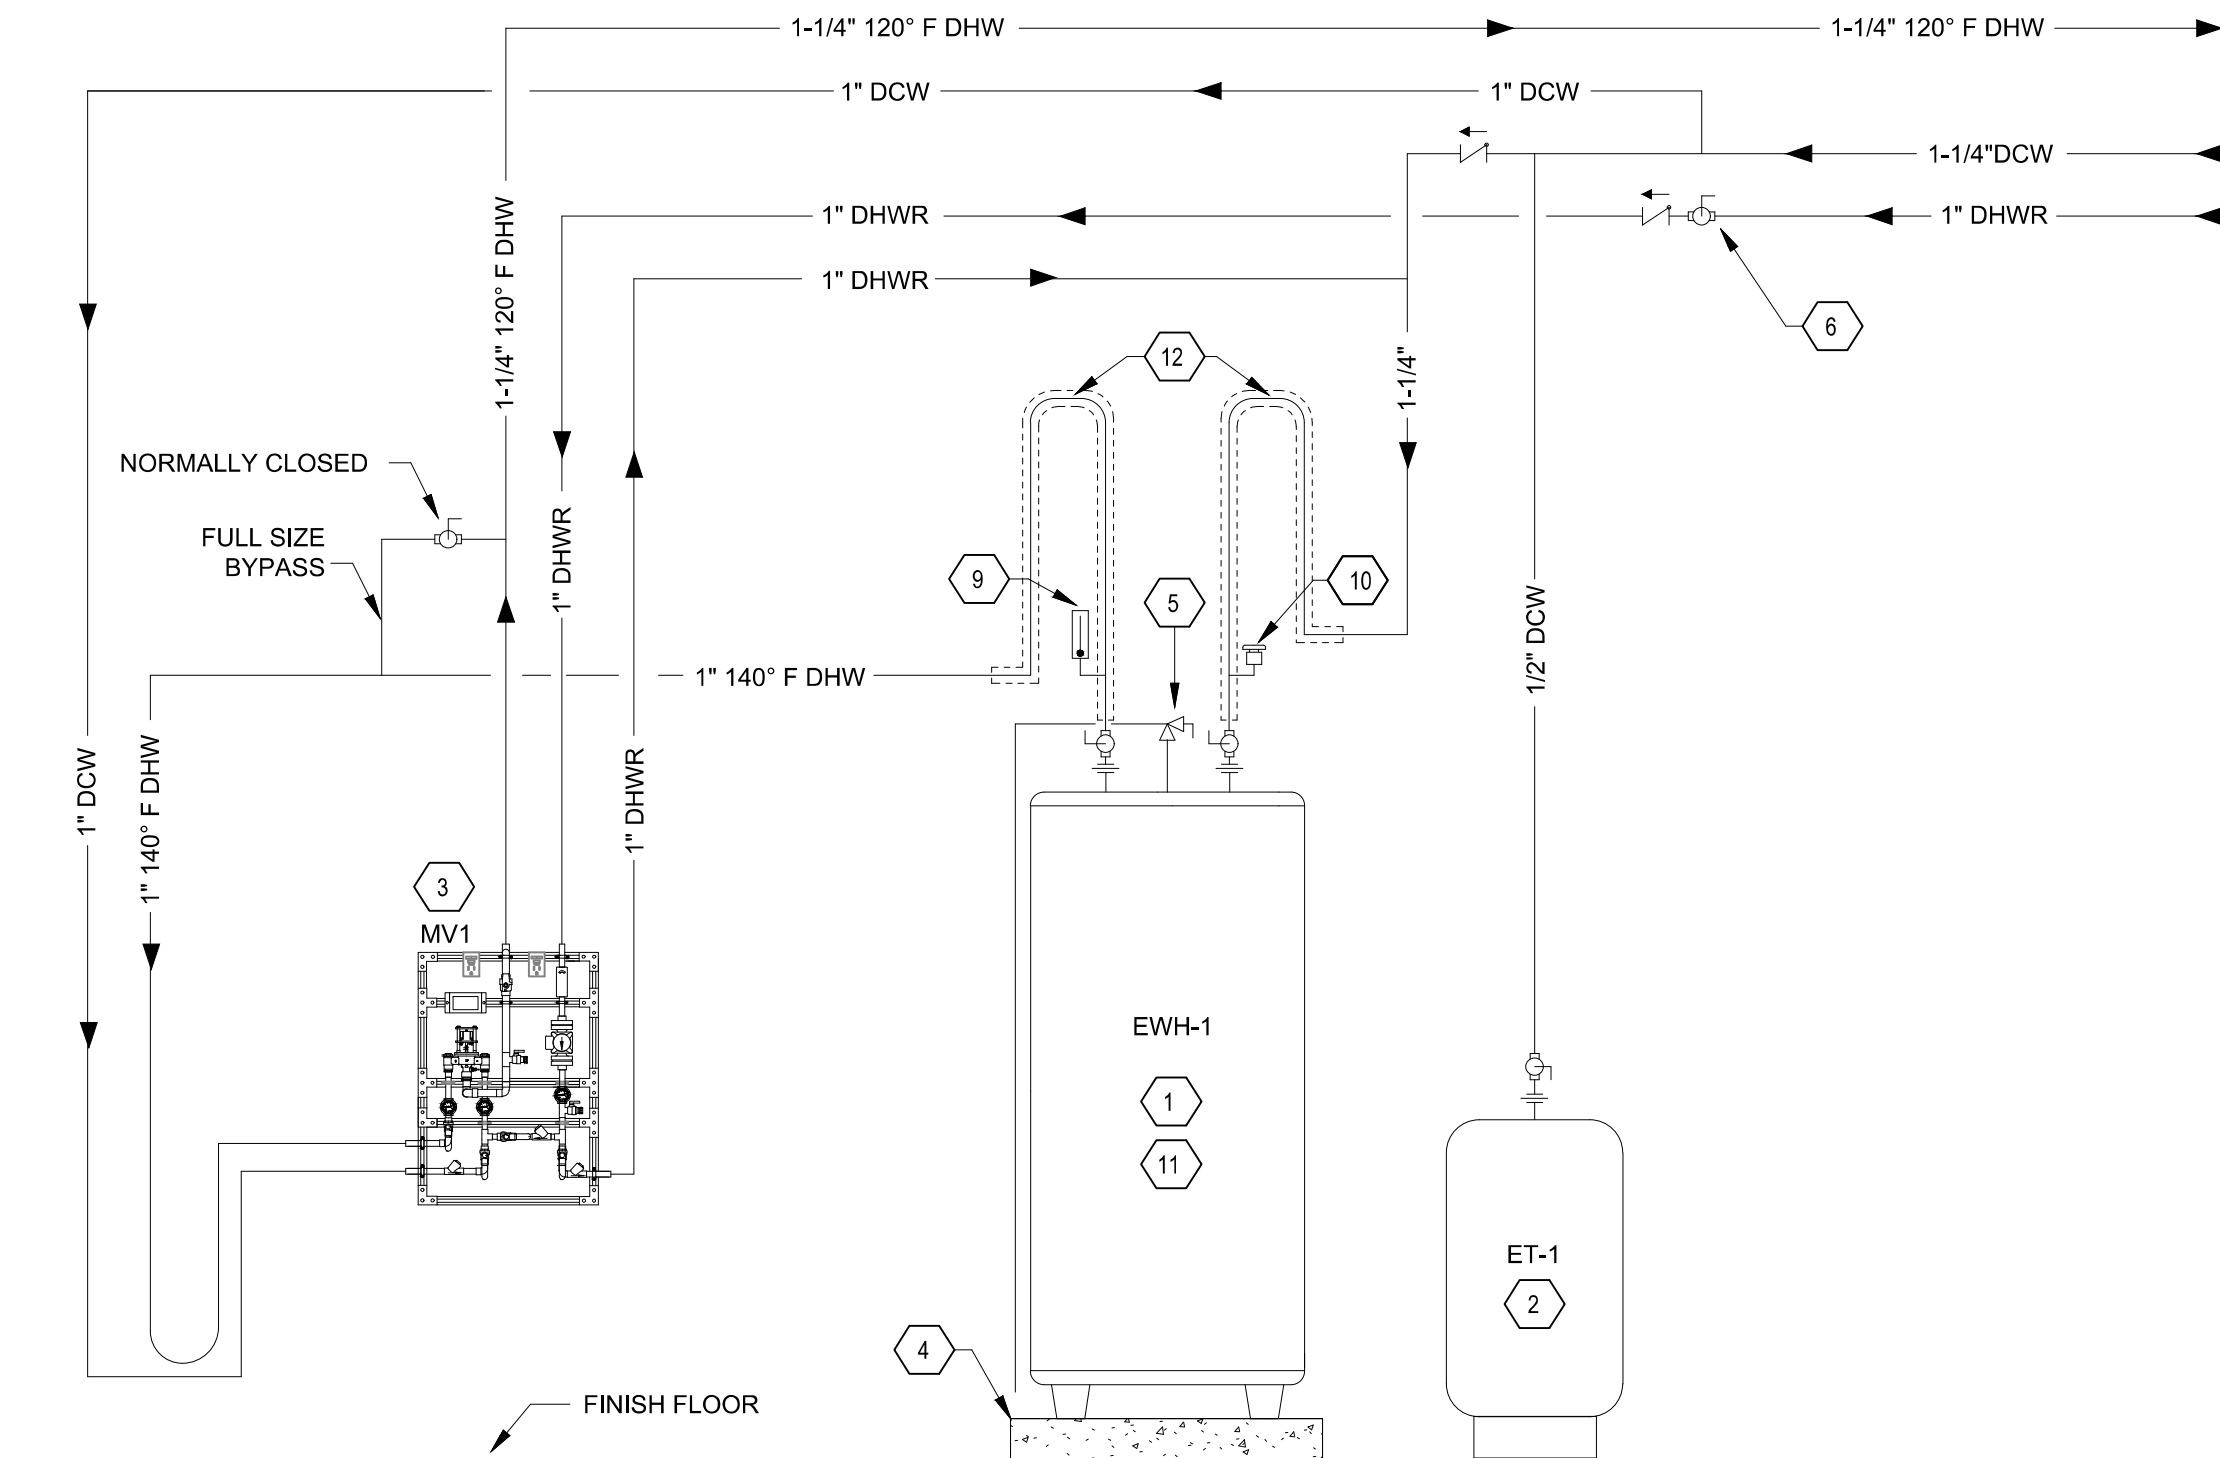 1-1/4" 120° F DHW
1-1/4" 120° F DHW
1" DCW
1" DCW
1-1/4"DCW
1" DHWR
1" DHWR
1" DHWR
1-1/4" 120° F DHW
6
12
1-1/4"
NORMALLY CLOSED
FULL SIZE
BYPASS
1" DHWR
9
5
10
1/2" DCW
1" 140° F DHW
1" DCW
1" 140° F DHW
1" DHWR
3
MV1
EWH-1
1
11
ET-1
2
4
FINISH FLOOR